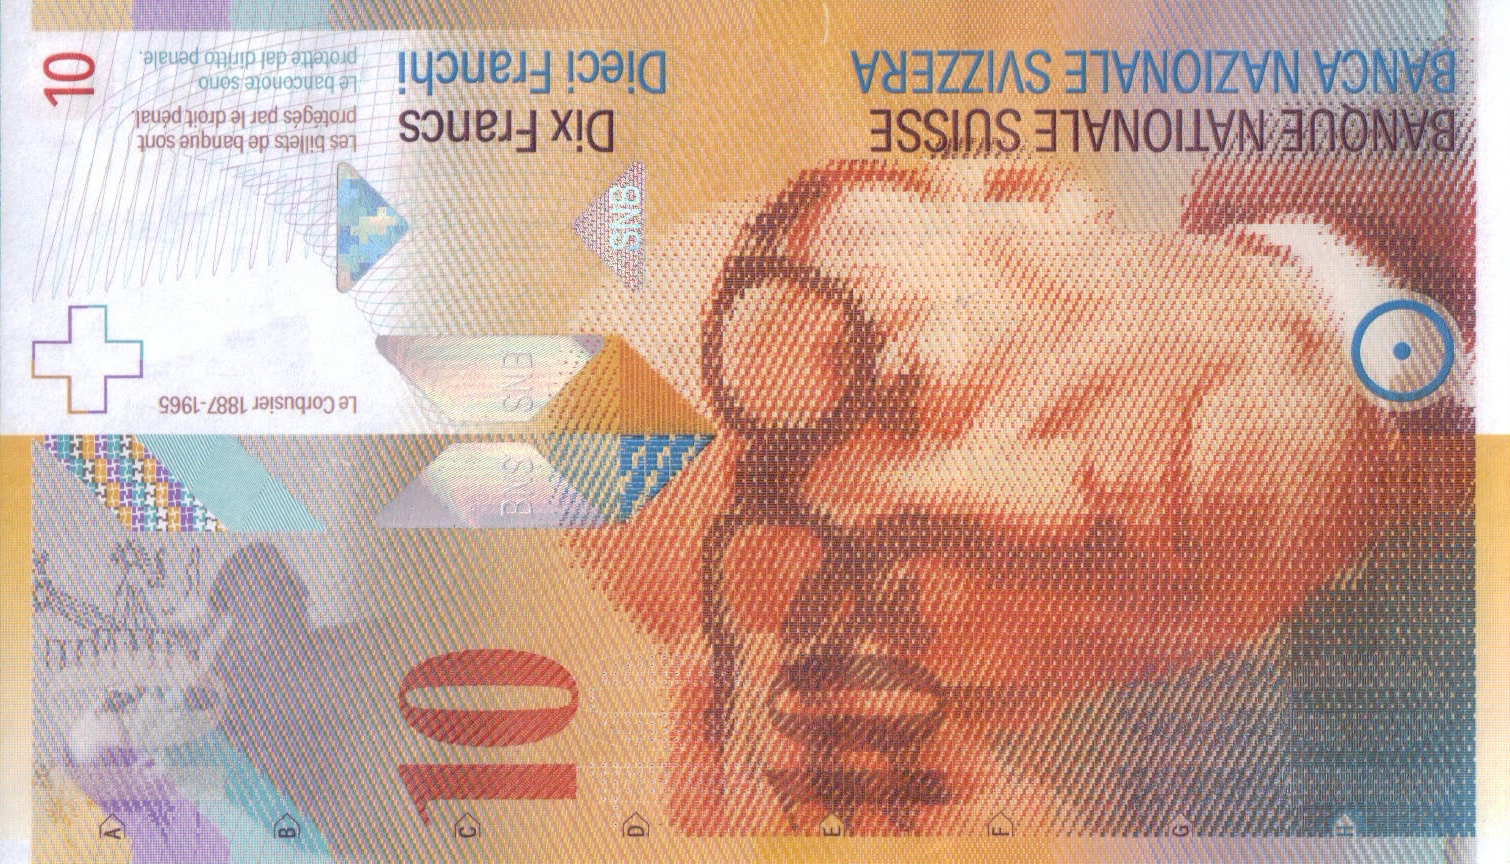 A
B
C
D
E
F
G
H
10
Le Corbusier 1887-1965
Les billets de banque sont
protégés par le droit pénal.
Le banconote sono
protette dal diritto penale.
10
BNS
SNB
SNB
Dix Francs
Dieci Franchi
10
BANQUE NATIONALE SUISSE
BANCA NAZIONALE SVIZZERA